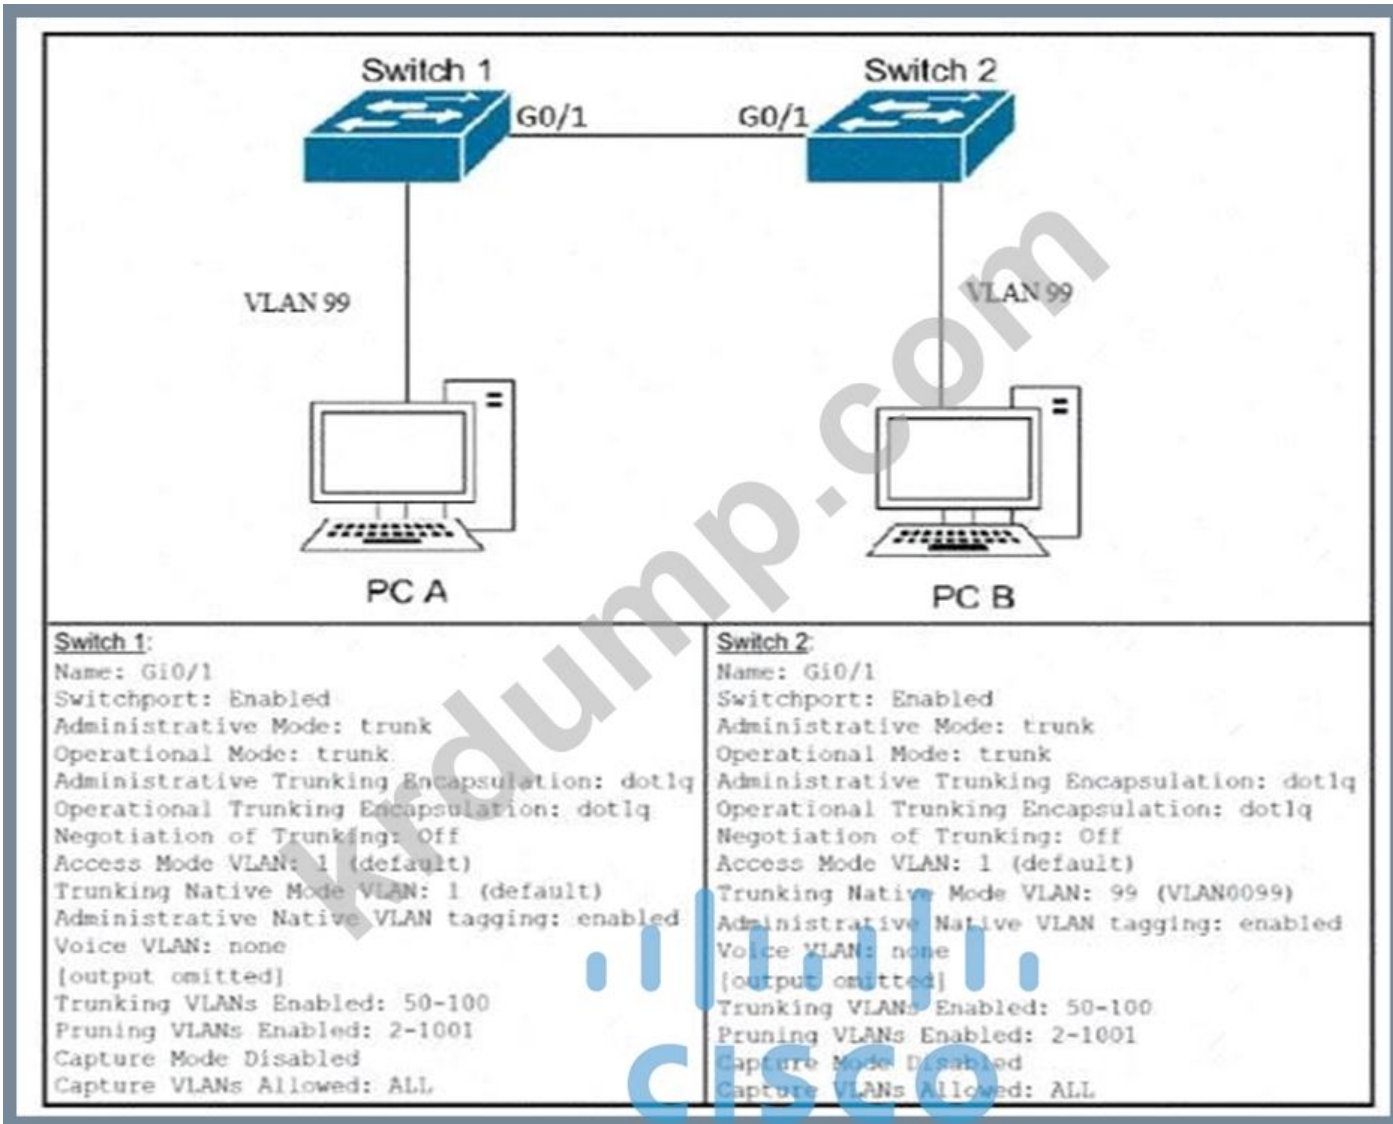 Switch 1
Switch 2
G0/1
G0/1
VLAN 99
VLAN 99
PC A
PC B
Switch 1:
Name: Gi0/1
Switchport: Enabled
Administrative Mode: trunk
Operational Mode: trunk
Administrative Trunking Encapsulation: dot1q
Operational Trunking Encapsulation: dot1q
Negotiation of Trunking: Off
Access Mode VLAN: 1 (default)
Trunking Native Mode VLAN: 1 (default)
Administrative Native VLAN tagging: enabled
Voice VLAN: none
[output omitted]
Trunking VLANs Enabled: 50-100
Pruning VLANs Enabled: 2-1001
Capture Mode Disabled
Capture VLANs Allowed: ALL
Switch 2:
Name: Gi0/1
Switchport: Enabled
Administrative Mode: trunk
Operational Mode: trunk
Administrative Trunking Encapsulation: dot1q
Operational Trunking Encapsulation: dot1q
Negotiation of Trunking: Off
Access Mode VLAN: 1 (default)
Trunking Native Mode VLAN: 99 (VLAN0099)
Administrative Native VLAN tagging: enabled
Voice VLAN: none
[output omitted]
Trunking VLANs Enabled: 50-100
Pruning VLANs Enabled: 2-1001
Capture Mode Disabled
Capture VLANs Allowed: ALL
krdump.com
CISCO